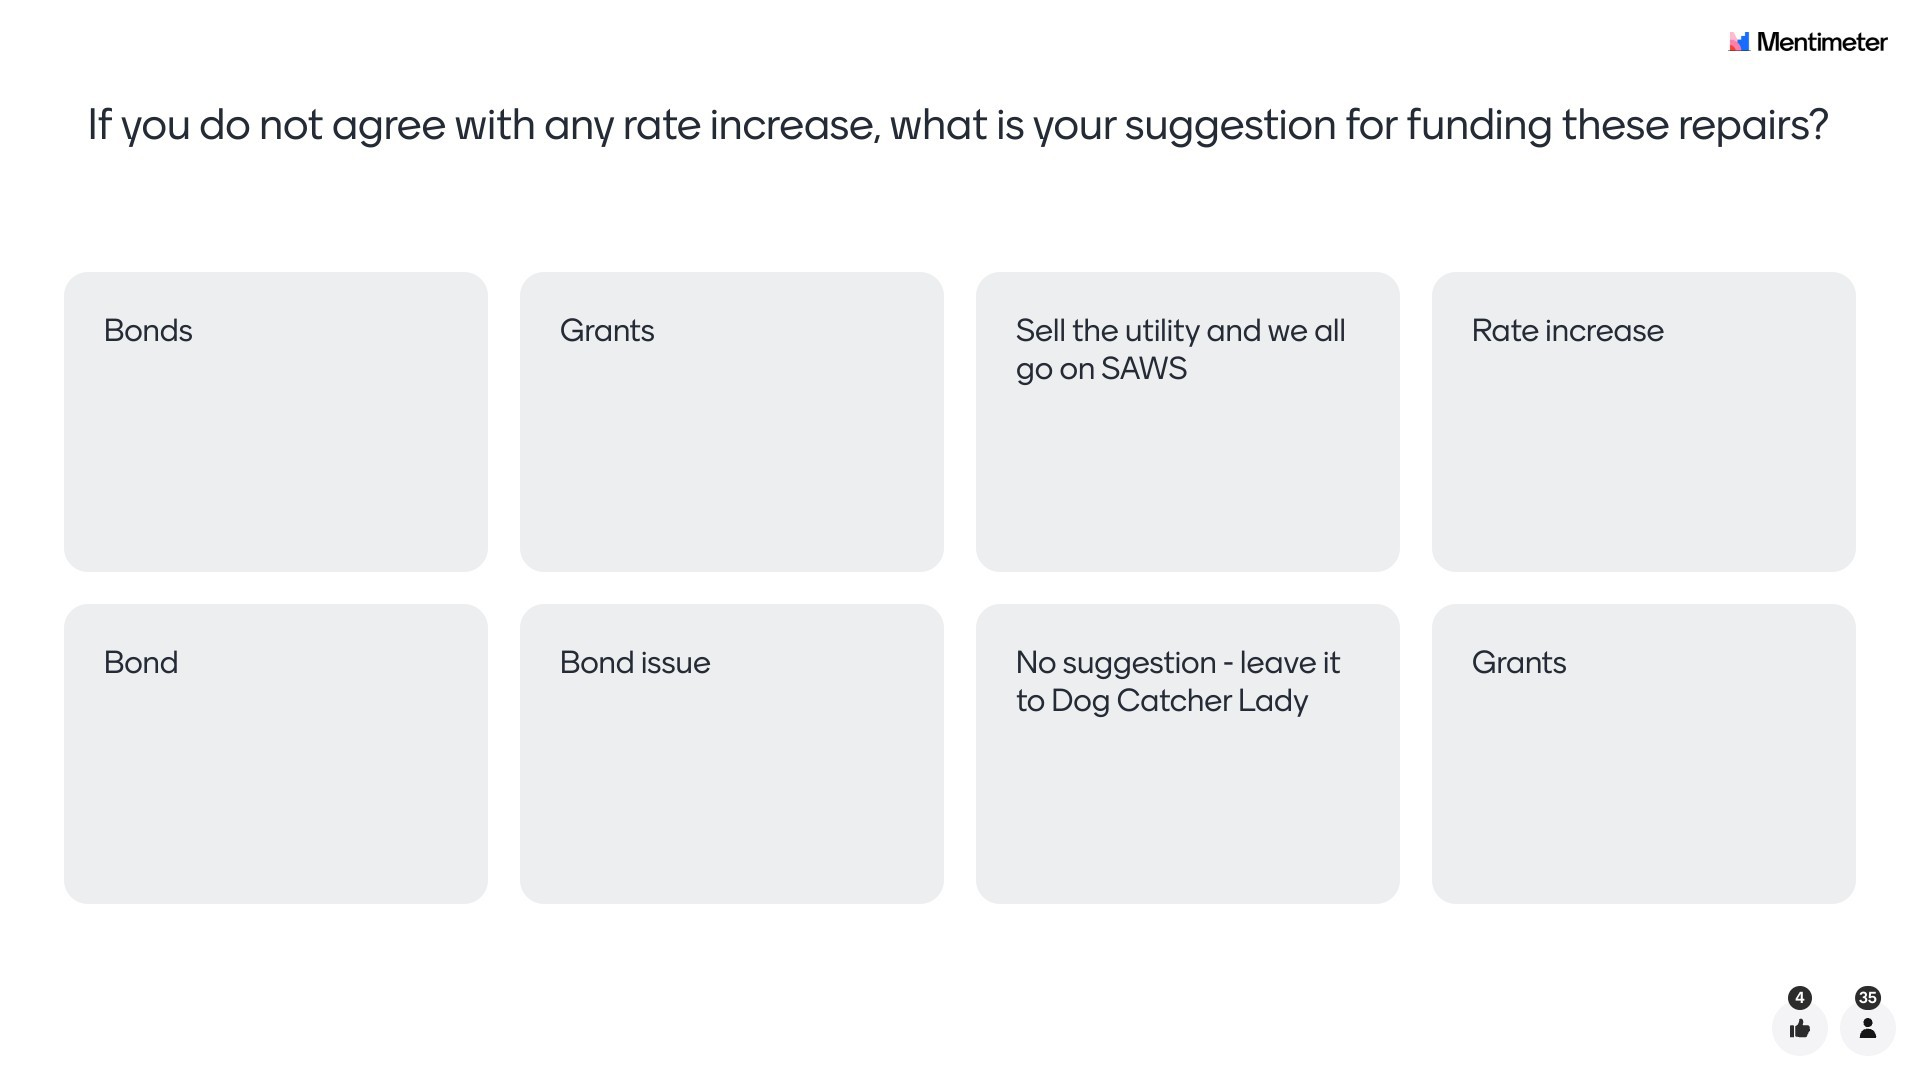 Mentimeter
If you do not agree with any rate increase, what is your suggestion for funding these repairs?
Bonds
Grants
Sell the utility and we all
go on SAWS
Rate increase
Bond
Bond issue
No suggestion - leave it
to Dog Catcher Lady
Grants
4
35